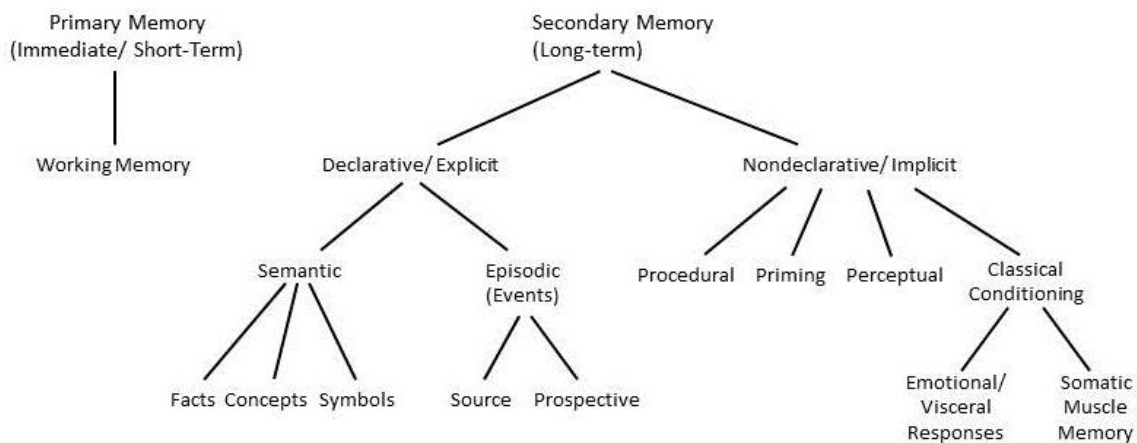 Primary Memory
(Immediate/ Short-Term)
Secondary Memory
(Long-term)
Working Memory
Declarative/ Explicit
Nondeclarative/ Implicit
Semantic
Episodic
(Events)
Procedural
Priming
Perceptual
Classical
Conditioning
Facts
Concepts
Symbols
Source
Prospective
Emotional/
Visceral
Responses
Somatic
Muscle
Memory